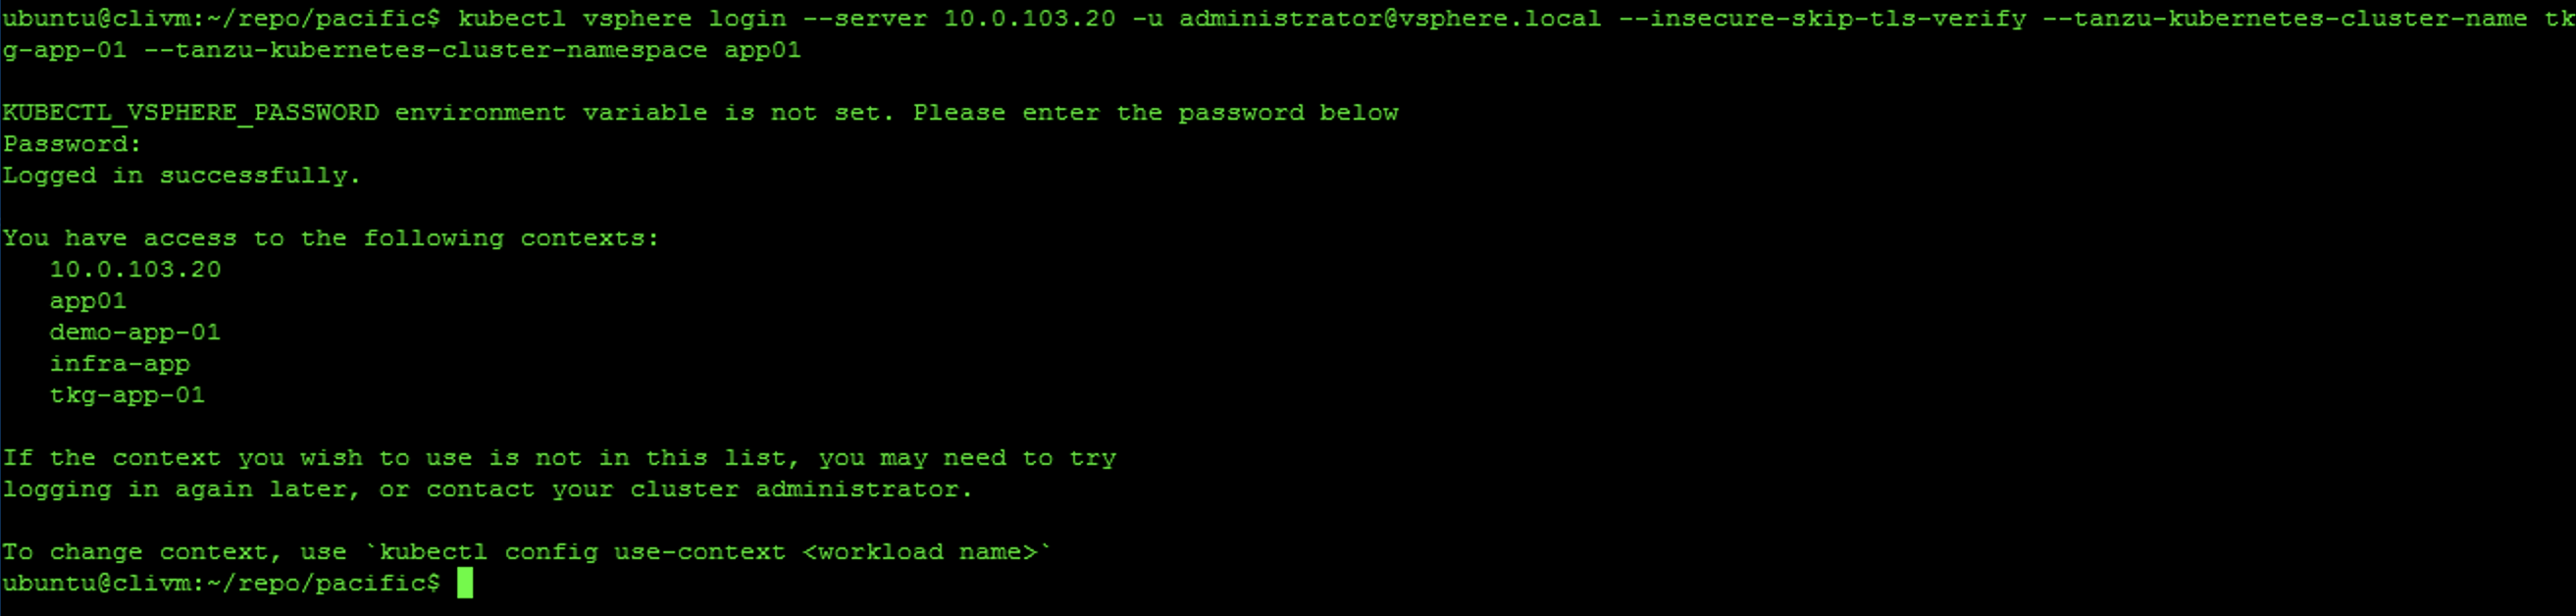 ubuntu@clivm:~/repo/pacific$ kubectl vsphere login --server 10.0.103.20 -u administrator@vsphere.local --insecure-skip-tls-verify --tanzu-kubernetes-cluster-name tk
g-app-01 --tanzu-kubernetes-cluster-namespace app01
KUBECTL_VSPHERE_PASSWORD environment variable is not set. Please enter the password below
Password:
Logged in successfully.
You have access to the following contexts:
10.0.103.20
app01
demo-app-01
infra-app
tkg-app-01
If the context you wish to use is not in this list, you may need to try
logging in again later, or contact your cluster administrator.
To change context, use `kubectl config use-context <workload name>`
ubuntu@clivm:~/repo/pacific$